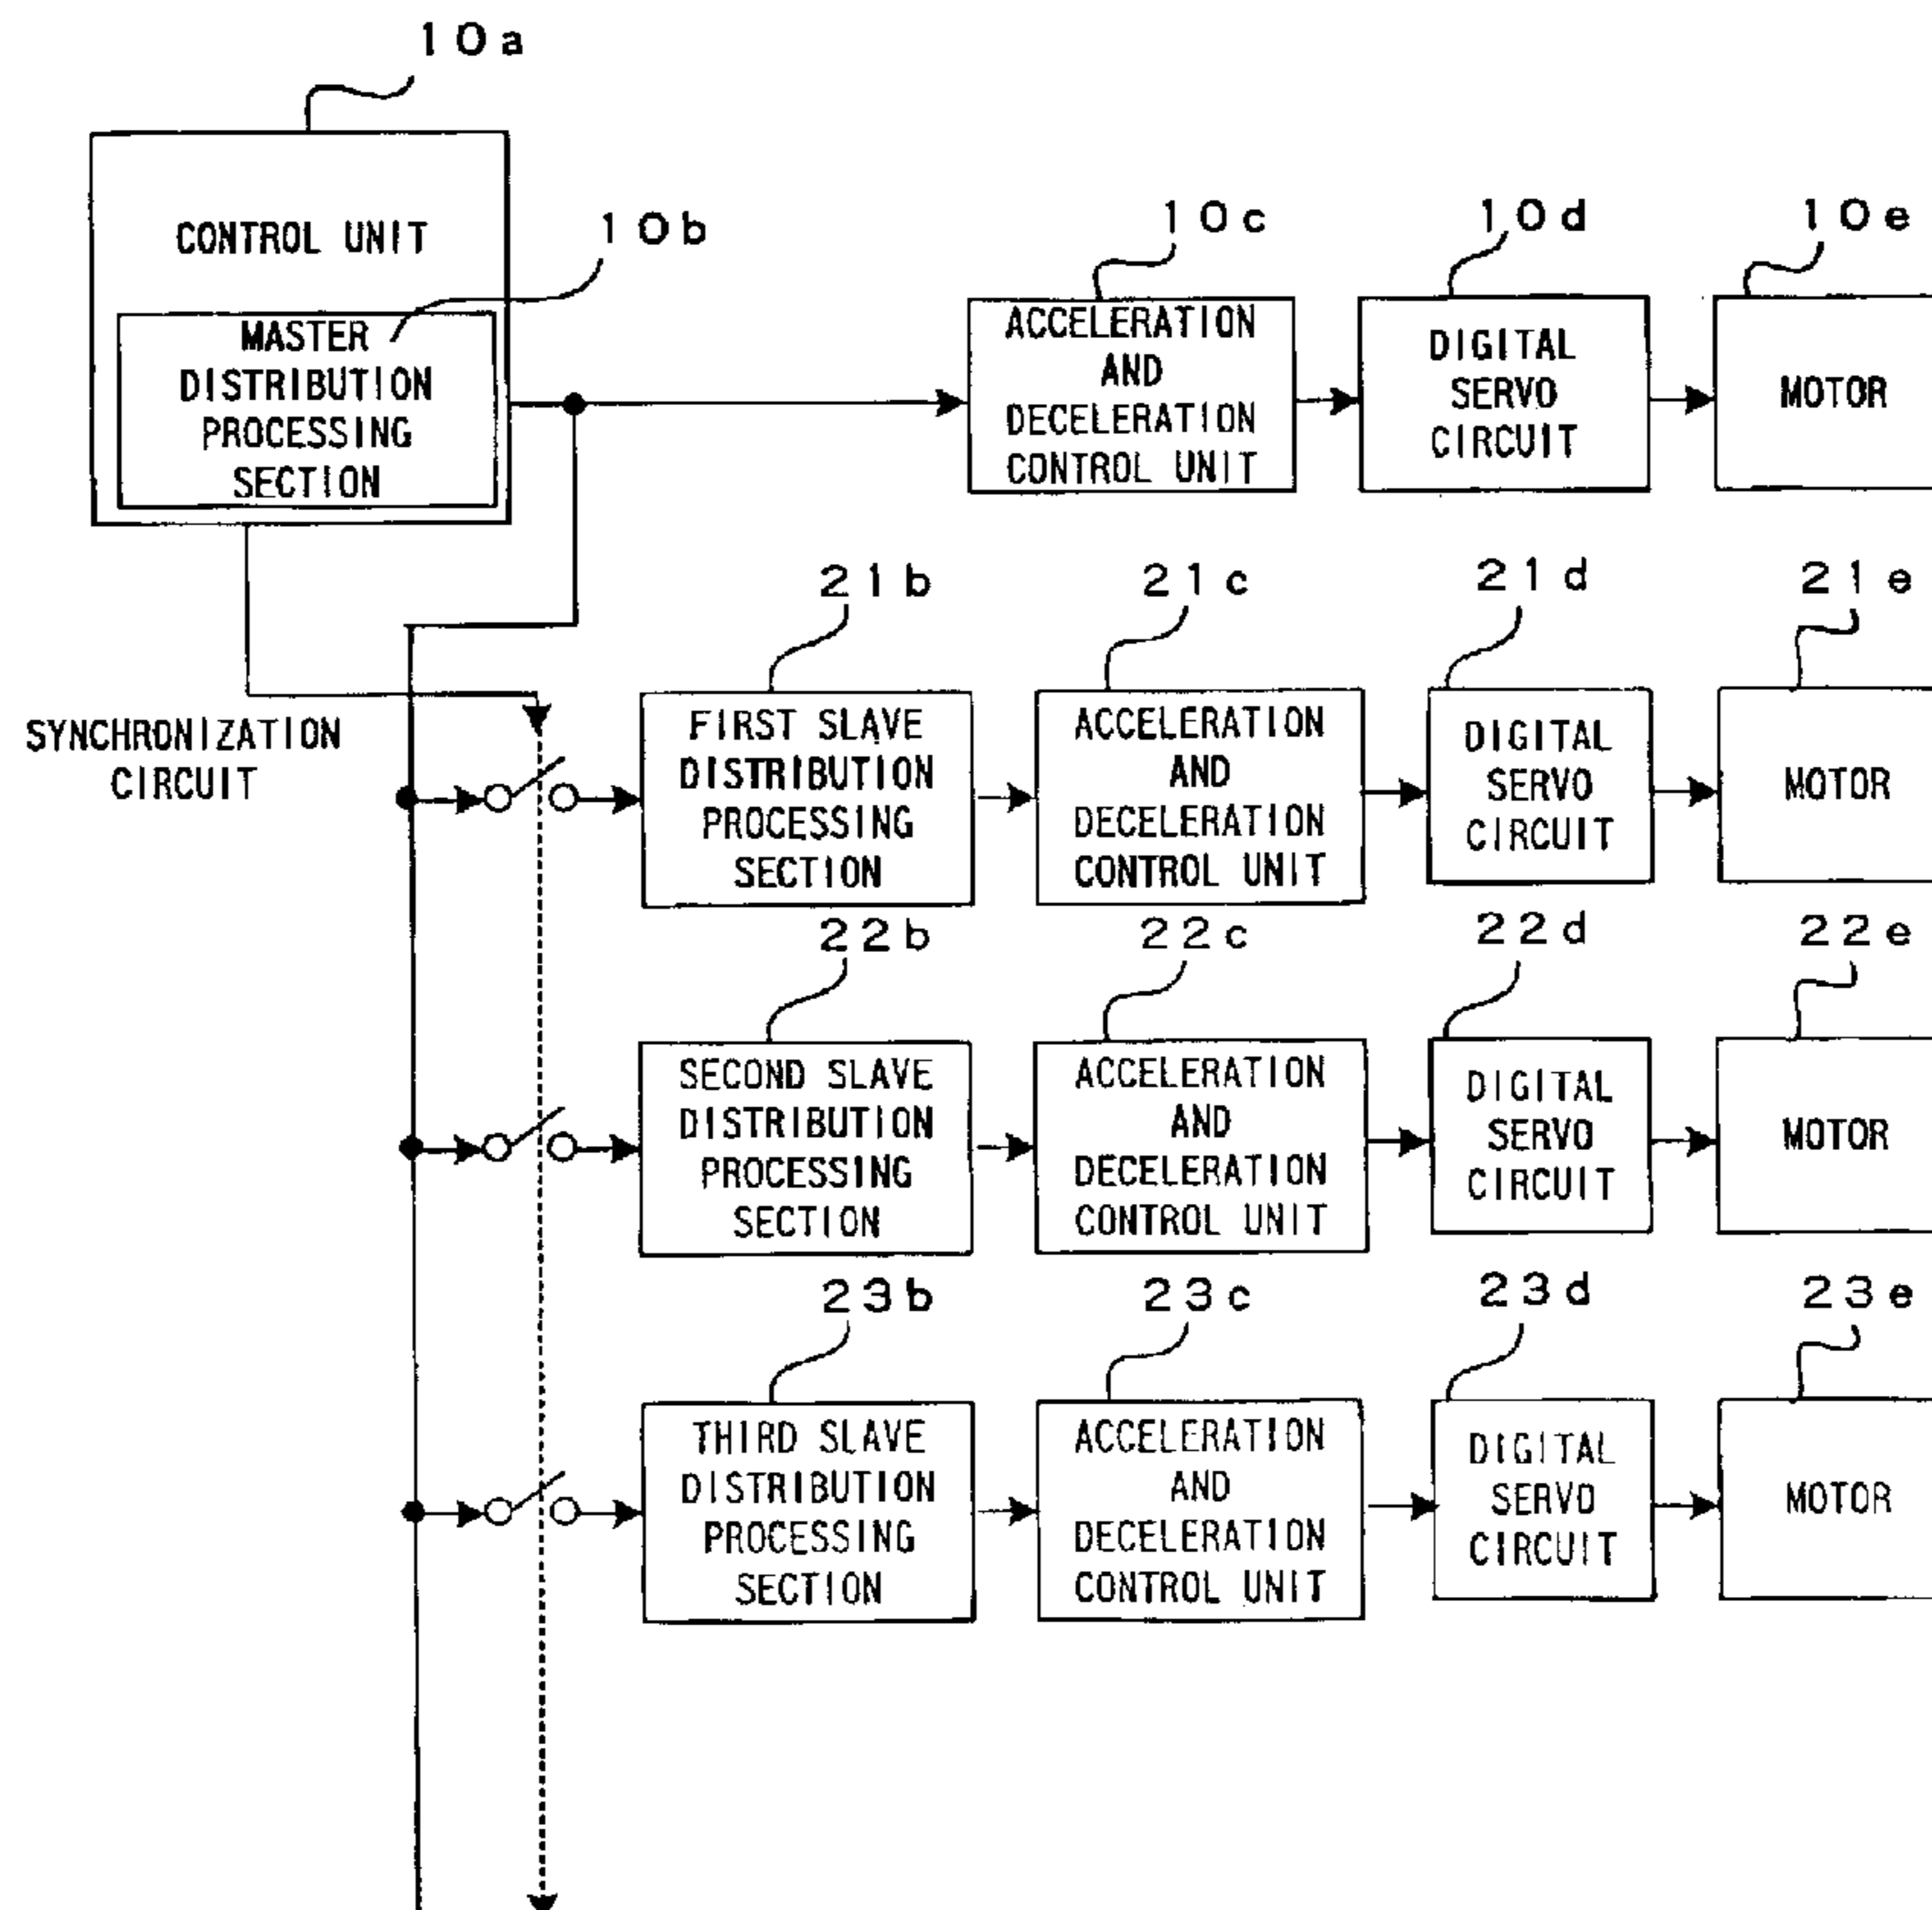 10a
CONTROL UNIT
10b
MASTER
DISTRIBUTION
PROCESSING
SECTION
10c
ACCELERATION
AND
DECELERATION
CONTROL UNIT
10d
DIGITAL
SERVO
CIRCUIT
10e
MOTOR
SYNCHRONIZATION
CIRCUIT
21b
FIRST SLAVE
DISTRIBUTION
PROCESSING
SECTION
21c
ACCELERATION
AND
DECELERATION
CONTROL UNIT
21d
DIGITAL
SERVO
CIRCUIT
21e
MOTOR
22b
SECOND SLAVE
DISTRIBUTION
PROCESSING
SECTION
22c
ACCELERATION
AND
DECELERATION
CONTROL UNIT
22d
DIGITAL
SERVO
CIRCUIT
22e
MOTOR
23b
THIRD SLAVE
DISTRIBUTION
PROCESSING
SECTION
23c
ACCELERATION
AND
DECELERATION
CONTROL UNIT
23d
DIGITAL
SERVO
CIRCUIT
23e
MOTOR